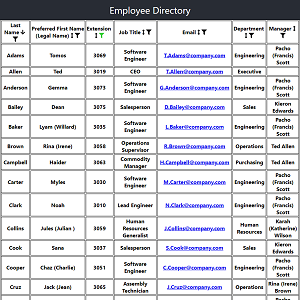 Employee Directory
Last Name
Preferred First Name (Legal Name)
Extension
Job Title
Email
Department
Manager
Adams Tomos 3069 Software Engineer T.Adams@company.com Engineering Pacho (Francis) Scott
Allen Ted 3019 CEO T.Allen@company.com Executive
Anderson Gemma 3073 Software Engineer G.Anderson@company.com Engineering Pacho (Francis) Scott
Bailey Dean 3075 Salesperson D.Bailey@company.com Sales Kieron Edwards
Baker Lyam (Willard) 3035 Software Engineer L.Baker@company.com Engineering Pacho (Francis) Scott
Brown Rina (Irene) 3058 Operations Supervisor R.Brown@company.com Operations Ted Allen
Campbell Haider 3063 Commodity Manager H.Campbell@company.com Purchasing Ted Allen
Carter Myles 3030 Software Engineer M.Carter@company.com Engineering Pacho (Francis) Scott
Clark Noah 3010 Lead Engineer N.Clark@company.com Engineering Pacho (Francis) Scott
Collins Jules (Julian ) 3059 Human Resources Generalist J.Collins@company.com Human Resources Karah (Katherine) Wilson
Cook Sana 3037 Salesperson S.Cook@company.com Sales Kieron Edwards
Cooper Chaz (Charlie) 3051 Software Engineer C.Cooper@company.com Engineering Pacho (Francis) Scott
Cruz Jack (Jean) 3065 Assembly Technician J.Cruz@company.com Operations Rina (Irene) Brown